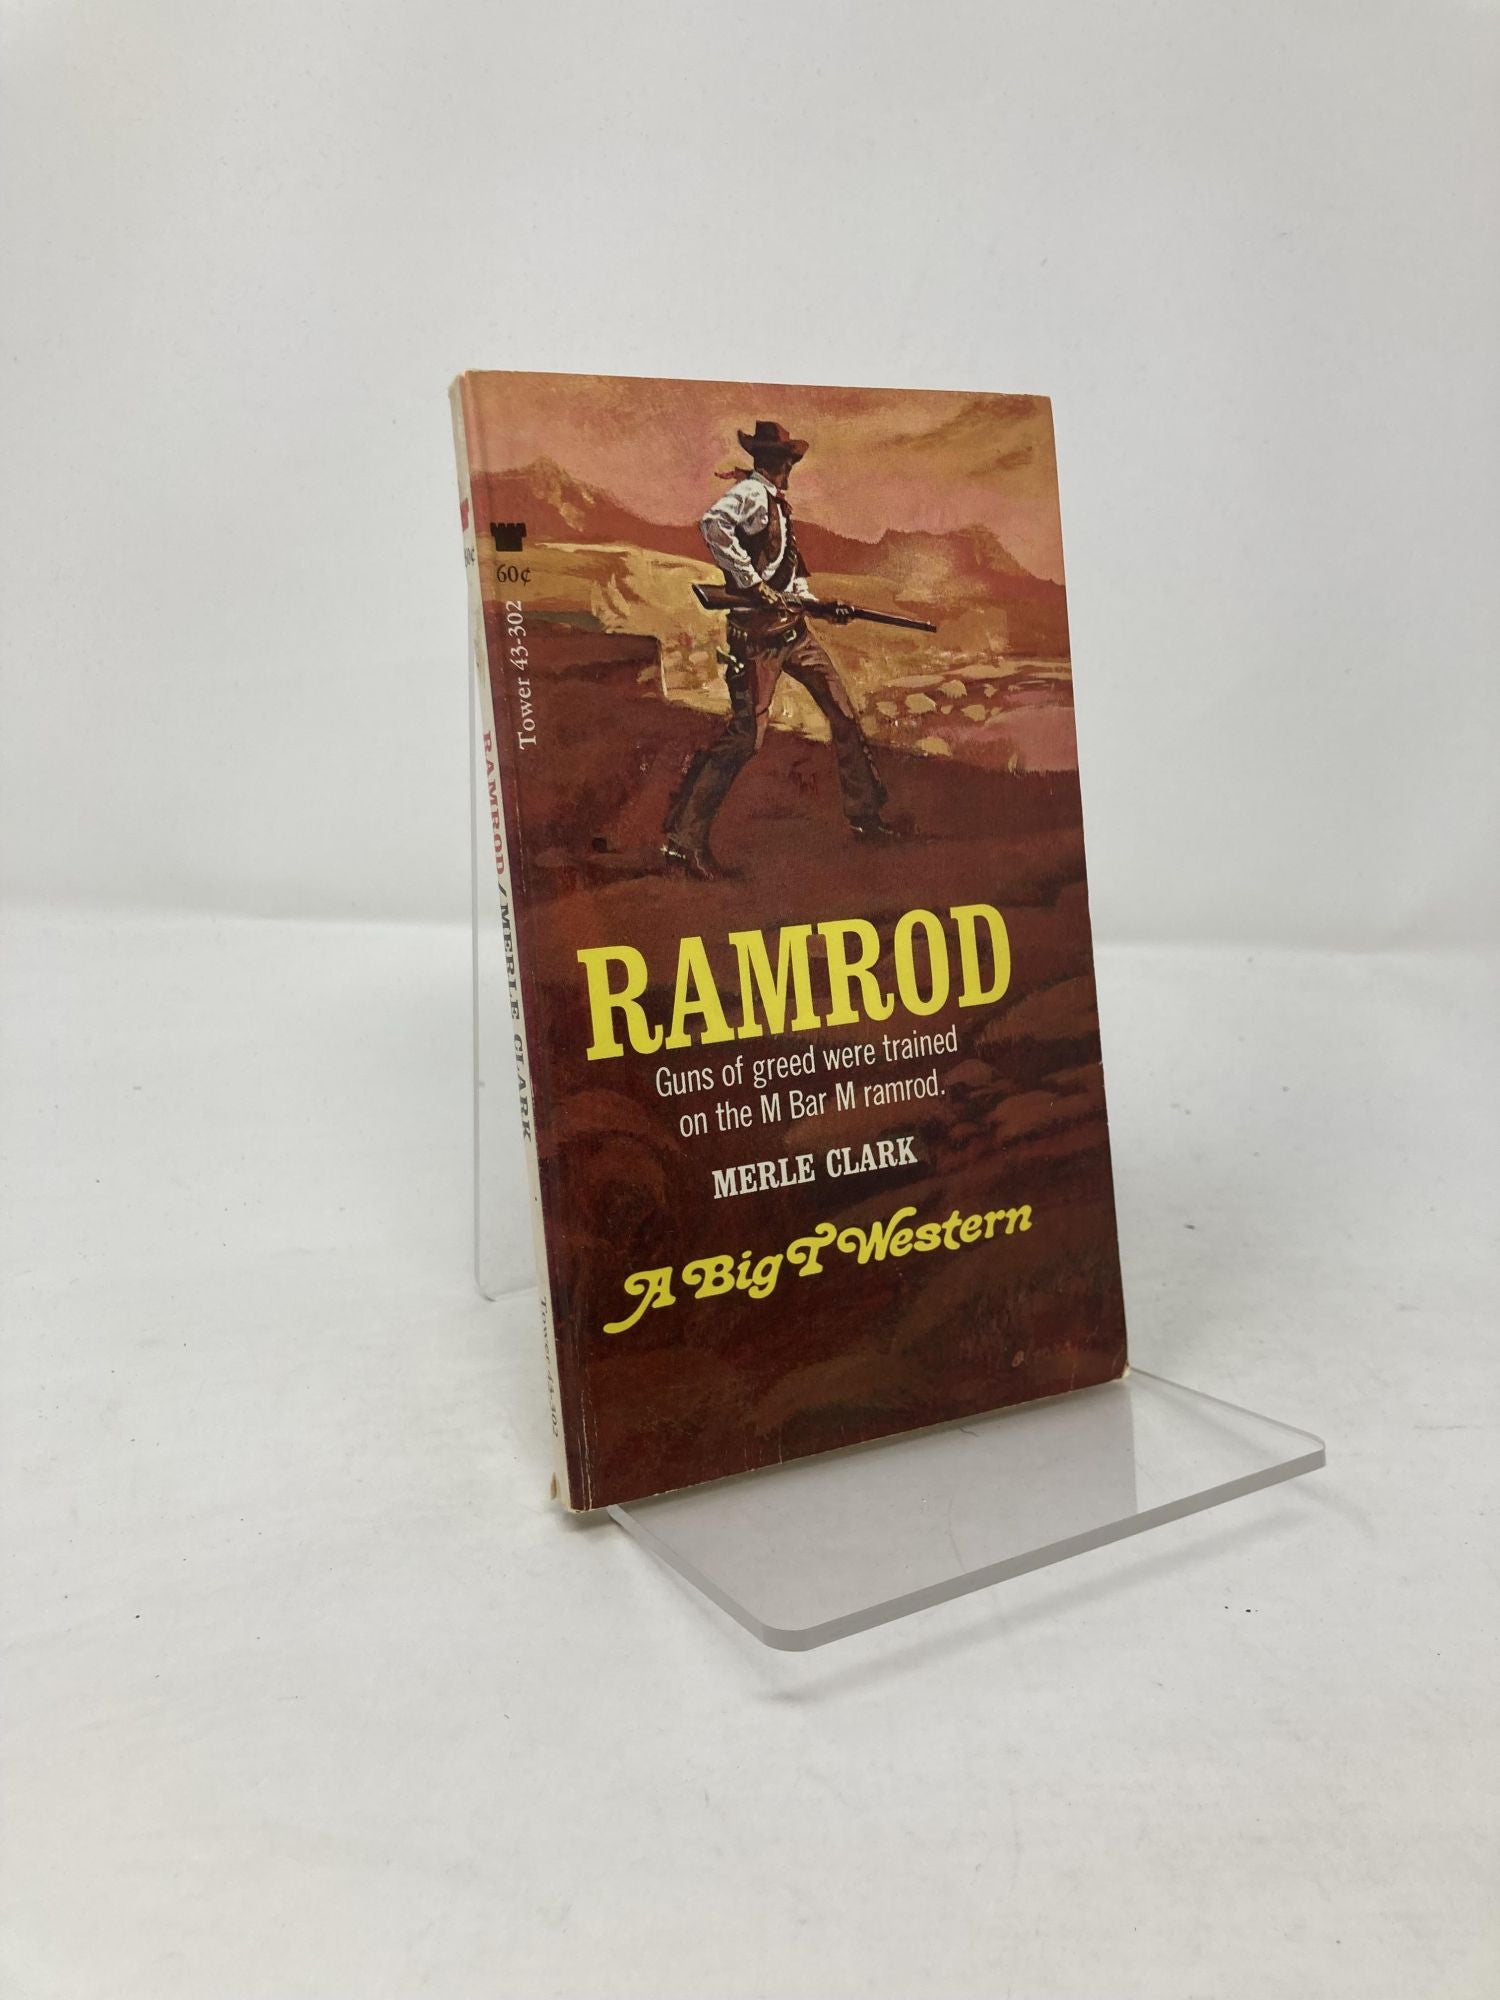 60¢
Tower 43-302
RAMROD
Guns of greed were trained
on the M Bar M ramrod.
MERLE CLARK
A Big T Western
60¢
RAMROD / MERLE CLARK
Tower 43-302